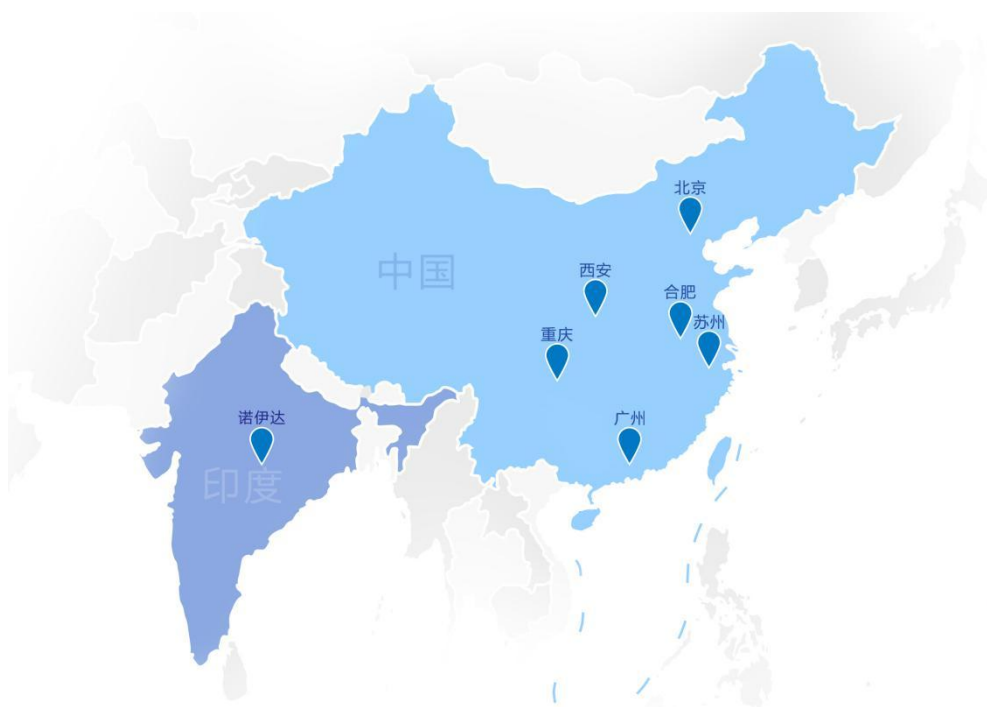 北京
中国
西安
合肥
苏州
重庆
诺伊达
广州
印度